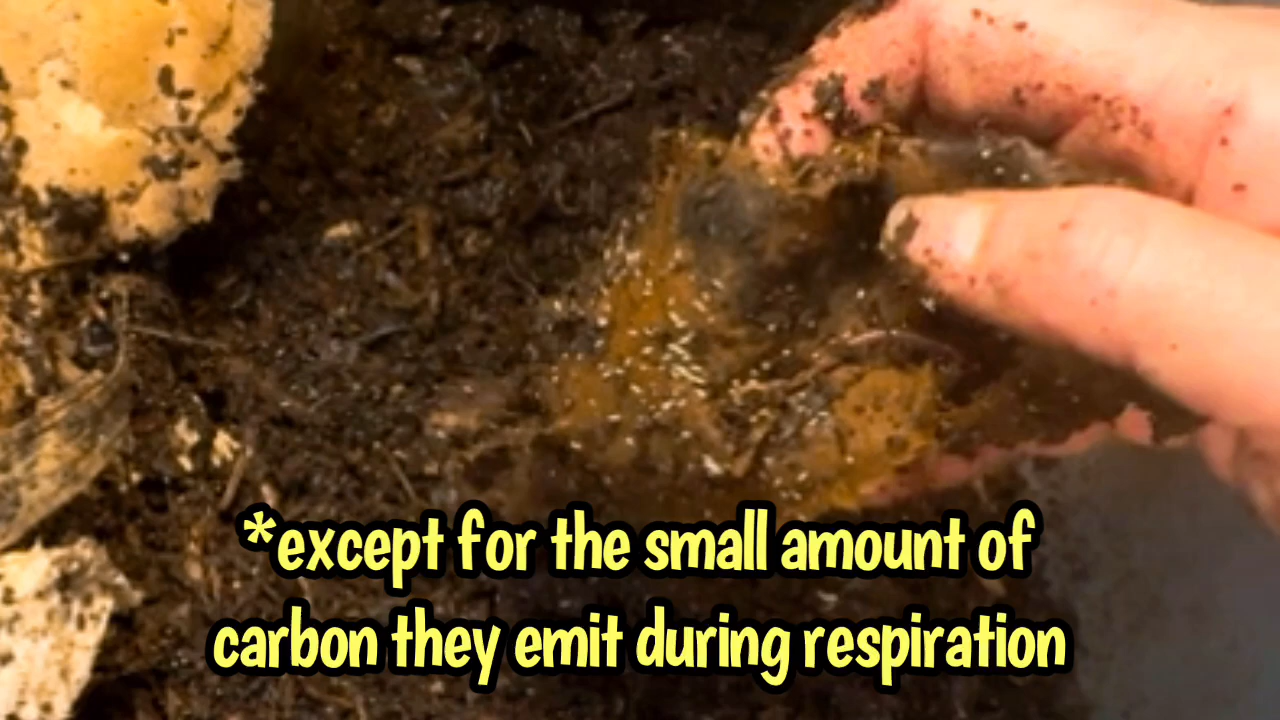 *except for the small amount of
carbon they emit during respiration